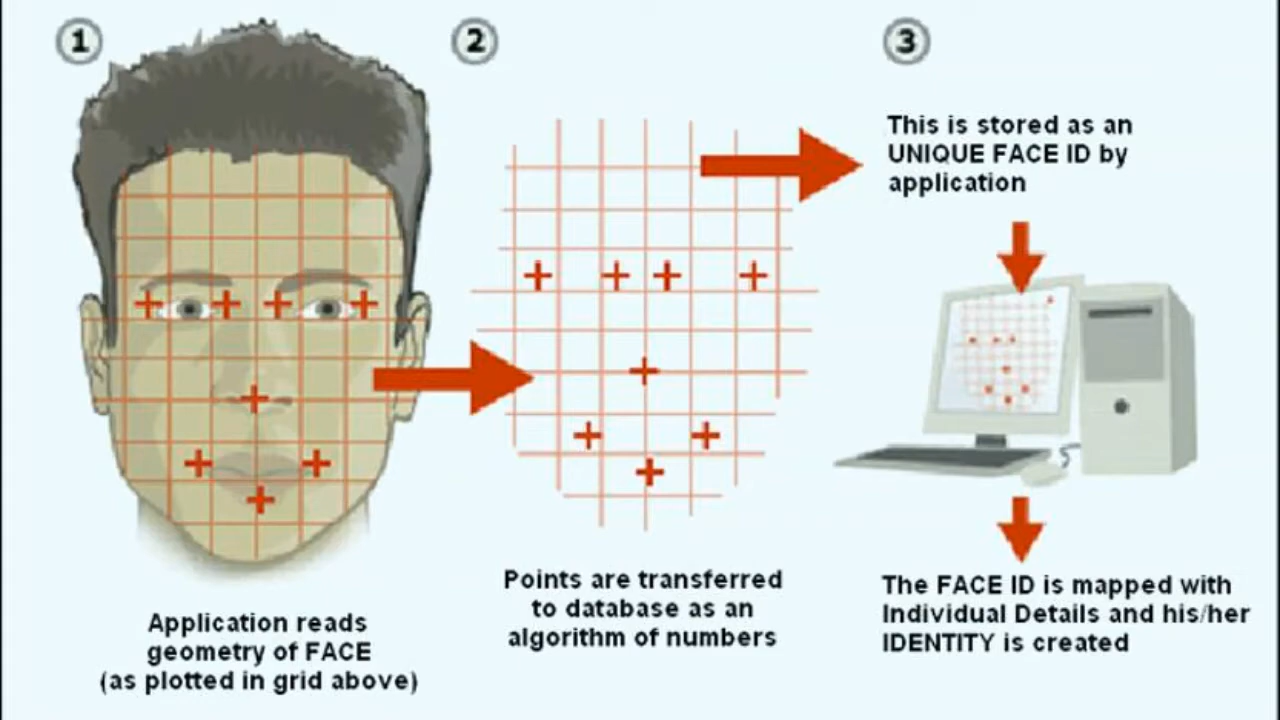 1
Application reads
geometry of FACE
(as plotted in grid above)
2
Points are transferred
to database as an
algorithm of numbers
3
This is stored as an
UNIQUE FACE ID by
application
The FACE ID is mapped with
Individual Details and his/her
IDENTITY is created